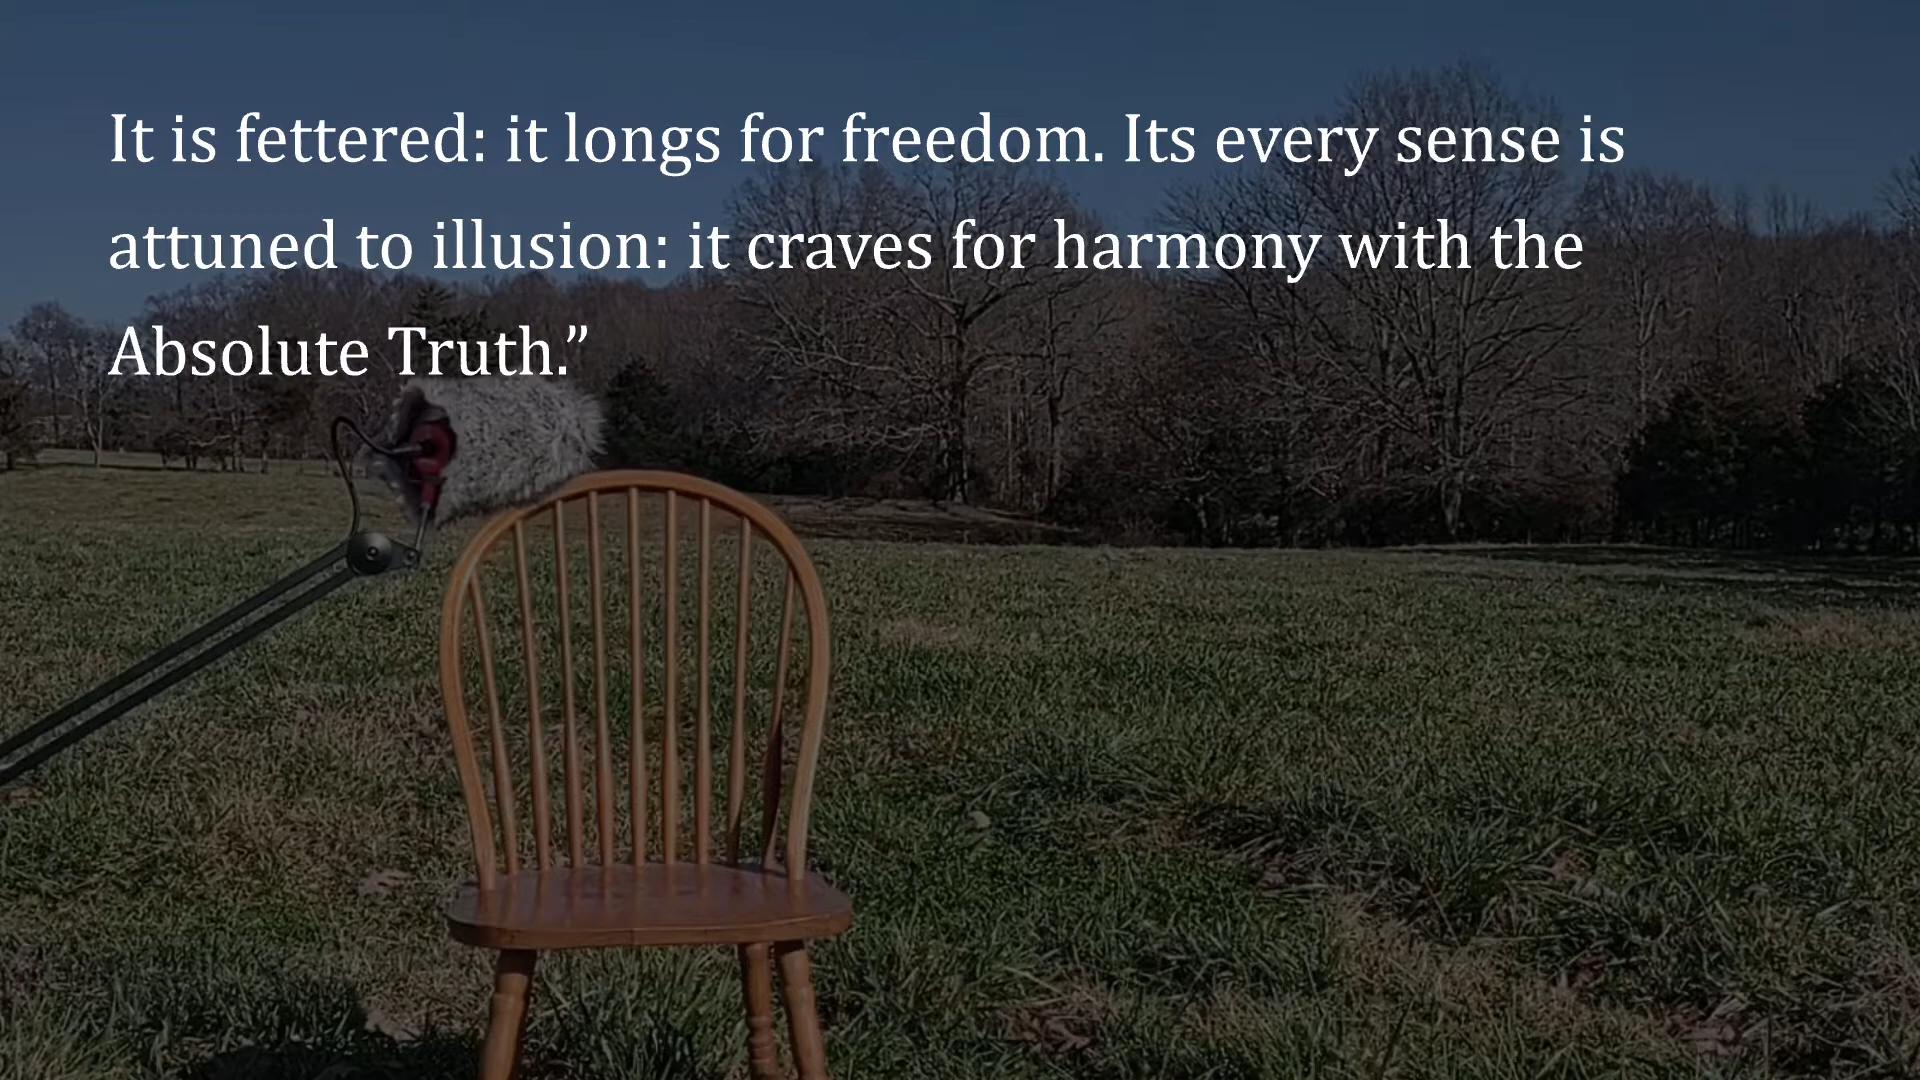 It is fettered: it longs for freedom. Its every sense is
attuned to illusion: it craves for harmony with the
Absolute Truth.”